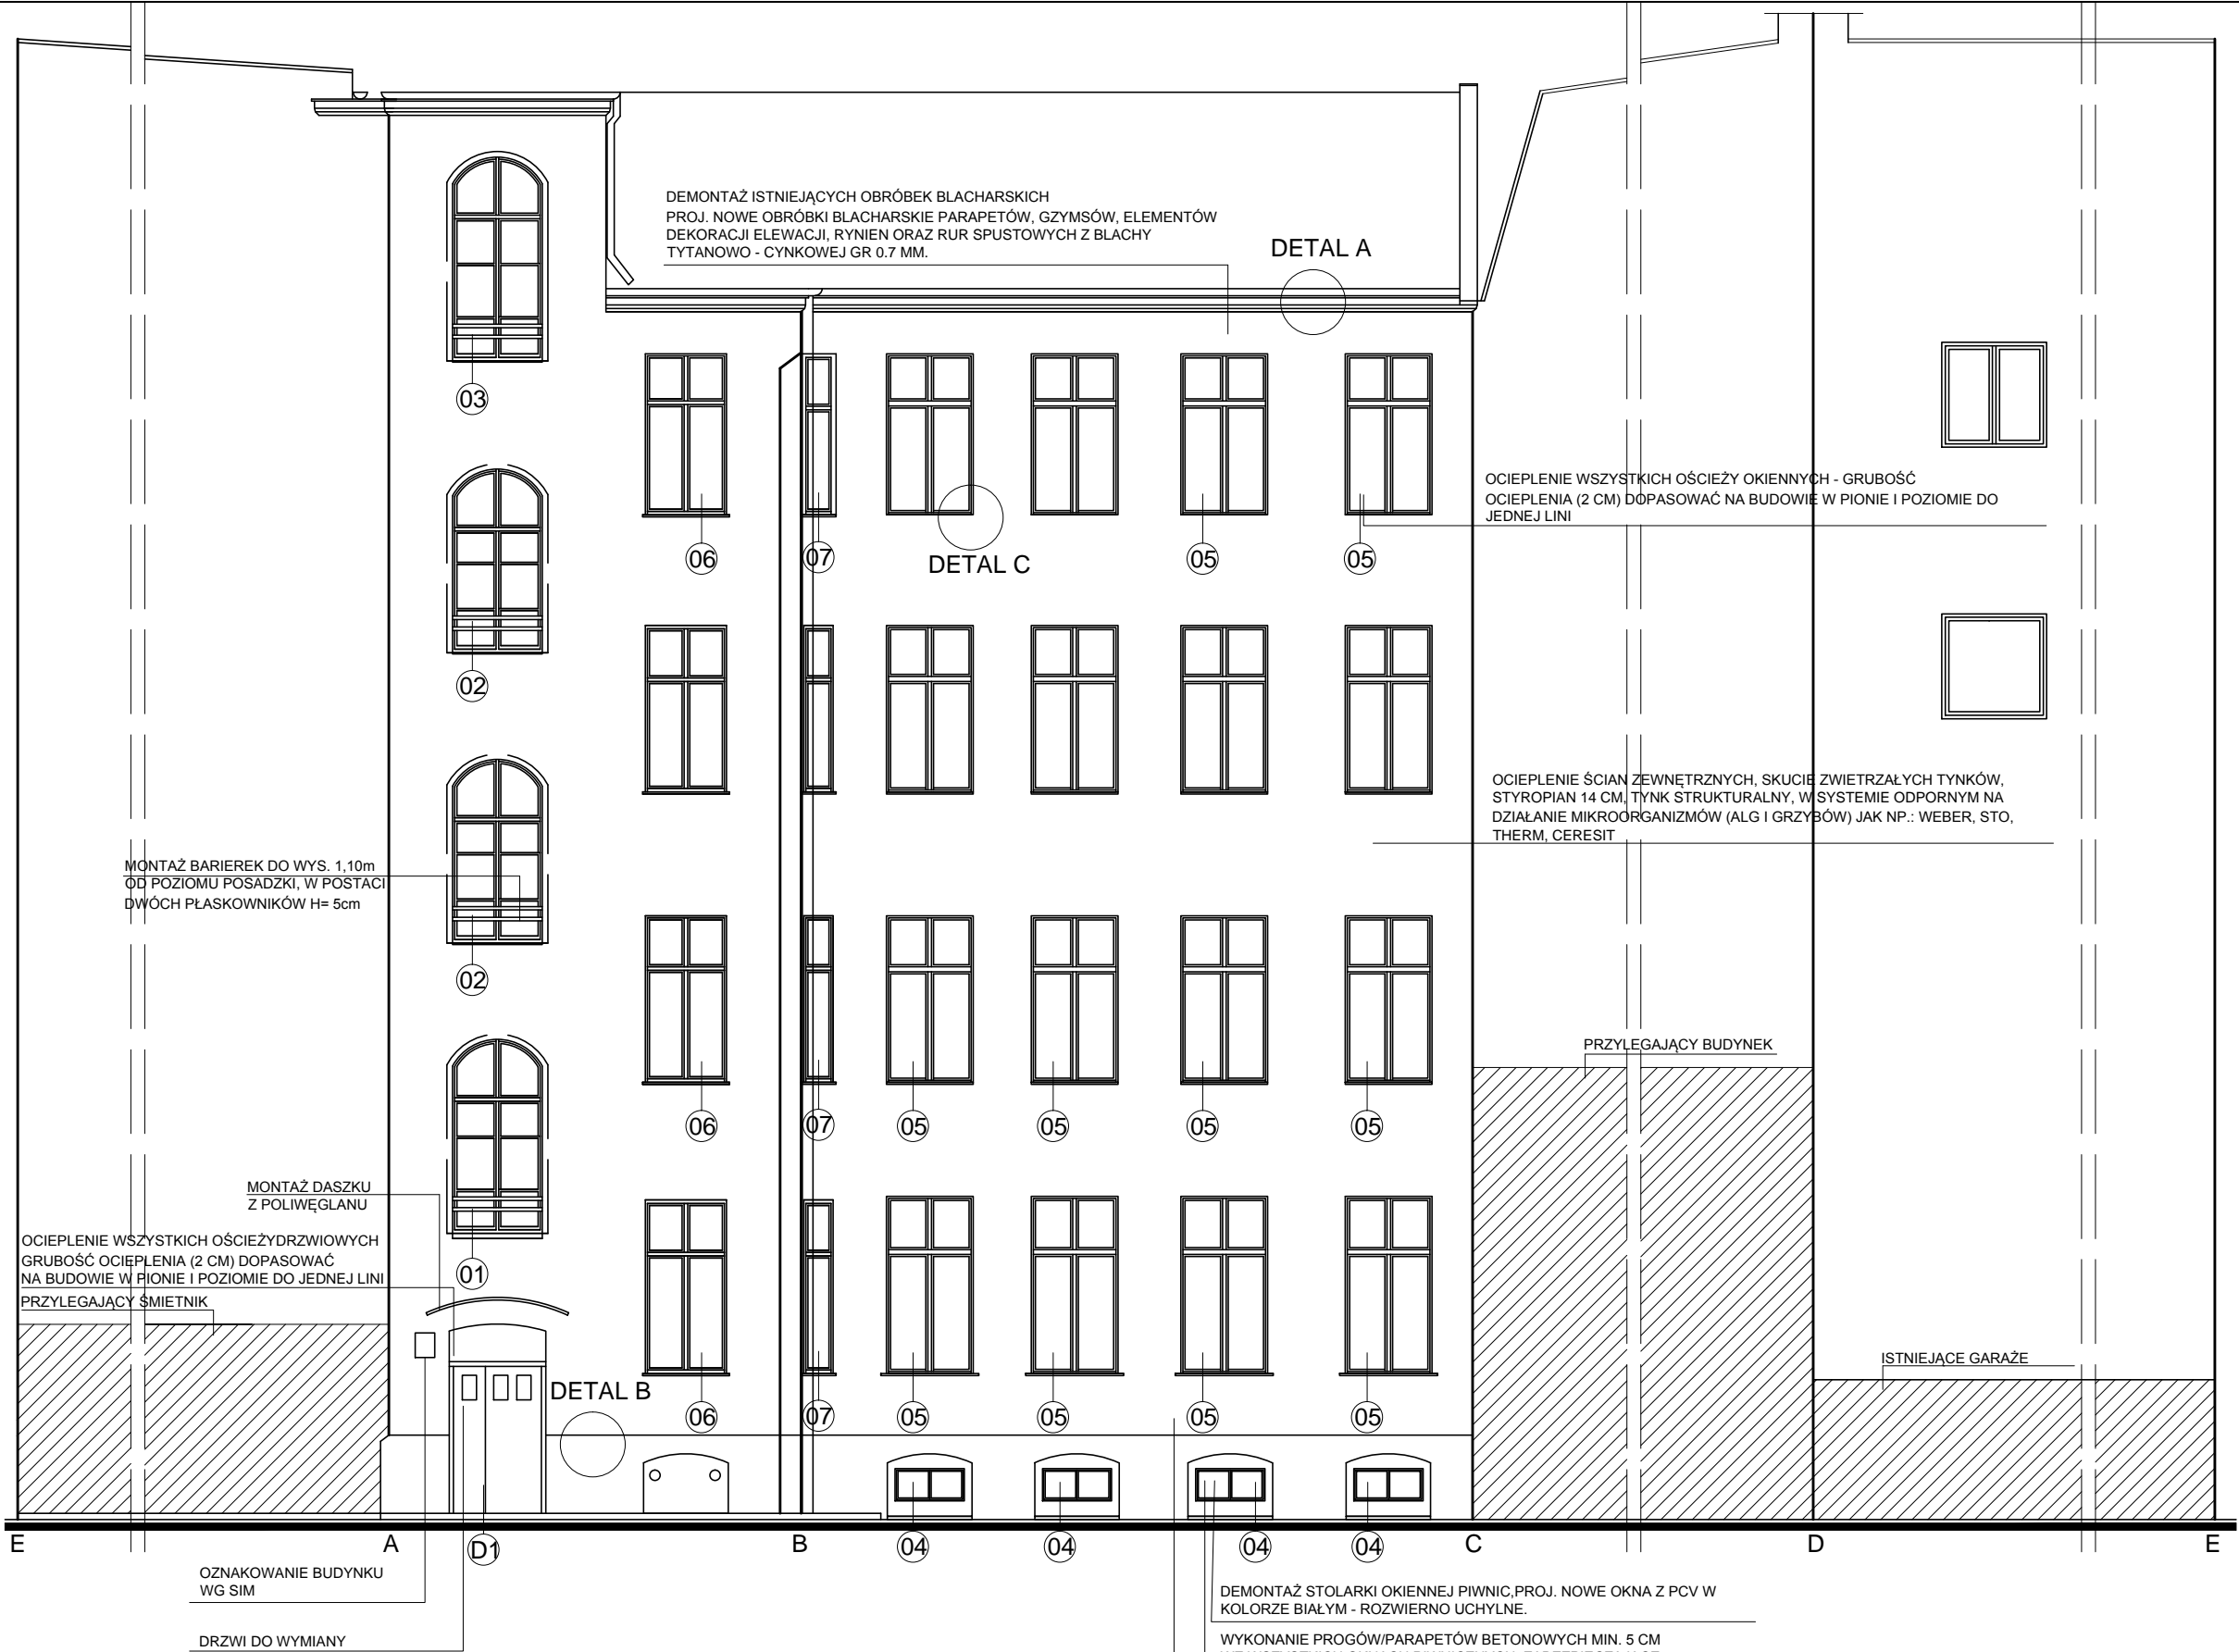 DEMONTAŻ ISTNIEJĄCYCH OBRÓBEK BLACHARSKICH
PROJ. NOWE OBRÓBKI BLACHARSKIE PARAPETÓW, GZYMSÓW, ELEMENTÓW
DEKORACJI ELEWACJI, RYNIEN ORAZ RUR SPUSTOWYCH Z BLACHY
TYTANOWO - CYNKOWEJ GR 0.7 MM.
DETAL A
03
OCIEPLENIE WSZYSTKICH OŚCIEŻY OKIENNYCH - GRUBOŚĆ
OCIEPLENIA (2 CM) DOPASOWAĆ NA BUDOWIE W PIONIE I POZIOMIE DO
JEDNEJ LINI
06 07 05 05
DETAL C
02
OCIEPLENIE ŚCIAN ZEWNĘTRZNYCH, SKUCIE ZWIETRZAŁYCH TYNKÓW,
STYROPIAN 14 CM, TYNK STRUKTURALNY, W SYSTEMIE ODPORNYM NA
DZIAŁANIE MIKROORGANIZMÓW (ALG I GRZYBÓW) JAK NP.: WEBER, STO,
THERM, CERESIT
MONTAŻ BARIEREK DO WYS. 1,10m
OD POZIOMU POSADZKI, W POSTACI
DWÓCH PŁASKOWNIKÓW H= 5cm
02
PRZYLEGAJĄCY BUDYNEK
06 07 05 05 05 05
MONTAŻ DASZKU
Z POLIWĘGLANU
OCIEPLENIE WSZYSTKICH OŚCIEŻYDRZWIOWYCH
GRUBOŚĆ OCIEPLENIA (2 CM) DOPASOWAĆ
NA BUDOWIE W PIONIE I POZIOMIE DO JEDNEJ LINI
01
PRZYLEGAJĄCY ŚMIETNIK
ISTNIEJĄCE GARAŻE
DETAL B
06 07 05 05 05 05
E A D1 B 04 04 04 04 C D E
OZNAKOWANIE BUDYNKU
WG SIM
DEMONTAŻ STOLARKI OKIENNEJ PIWNIC,PROJ. NOWE OKNA Z PCV W
KOLORZE BIAŁYM - ROZWIERNO UCHYLNE.
DRZWI DO WYMIANY
WYKONANIE PROGÓW/PARAPETÓW BETONOWYCH MIN. 5 CM